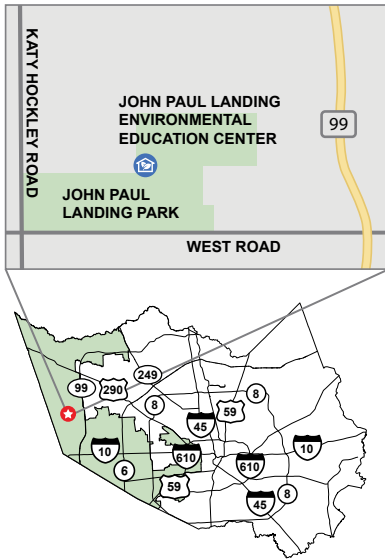 KATY HOCKLEY ROAD
JOHN PAUL LANDING
ENVIRONMENTAL
EDUCATION CENTER
99
JOHN PAUL
LANDING PARK
WEST ROAD
99
290
249
8
8
59
45
10
6
610
59
610
10
45
8